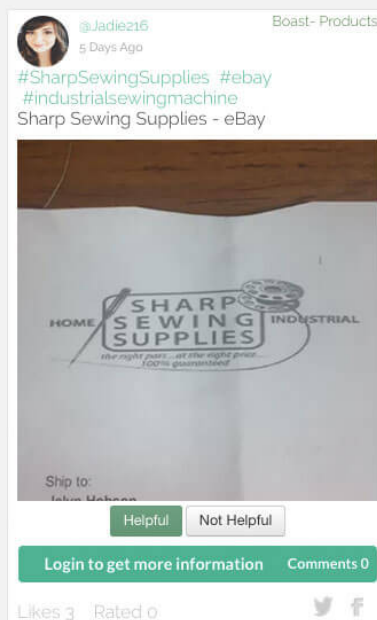 @Jadie216
Boast- Products
5 Days Ago
#SharpSewingSupplies #ebay
#industrialsewingmachine
Sharp Sewing Supplies - eBay
HOME
SHARP
SEWING
SUPPLIES
INDUSTRIAL
the right part...at the right price...
100% guaranteed
Ship to:
Helpful
Not Helpful
Login to get more information
Comments 0
Likes 3
Rated 0